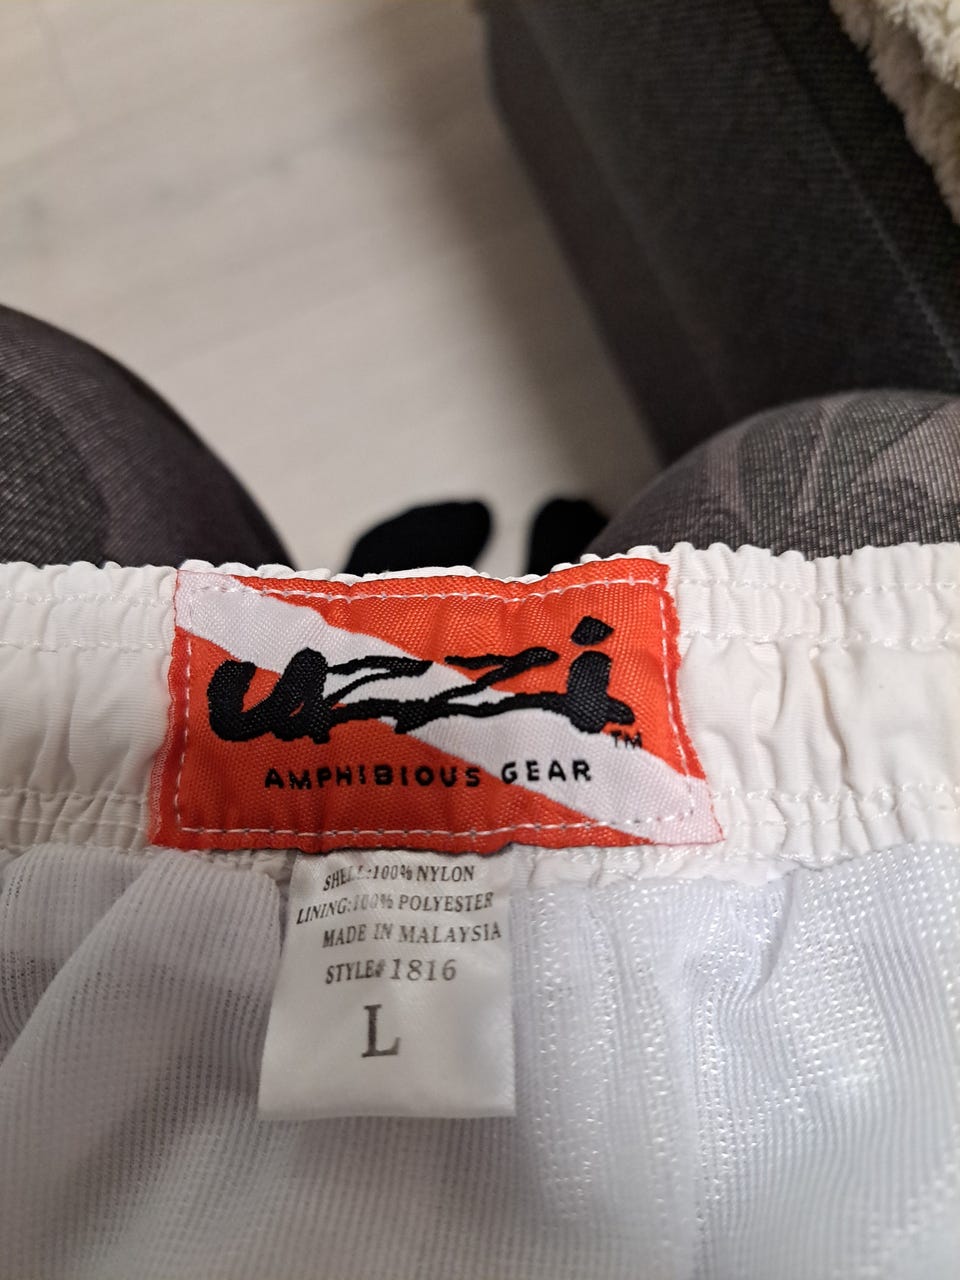 uzzi TM
AMPHIBIOUS GEAR
SHELL:100% NYLON
LINING:100% POLYESTER
MADE IN MALAYSIA
STYLE# 1816
L